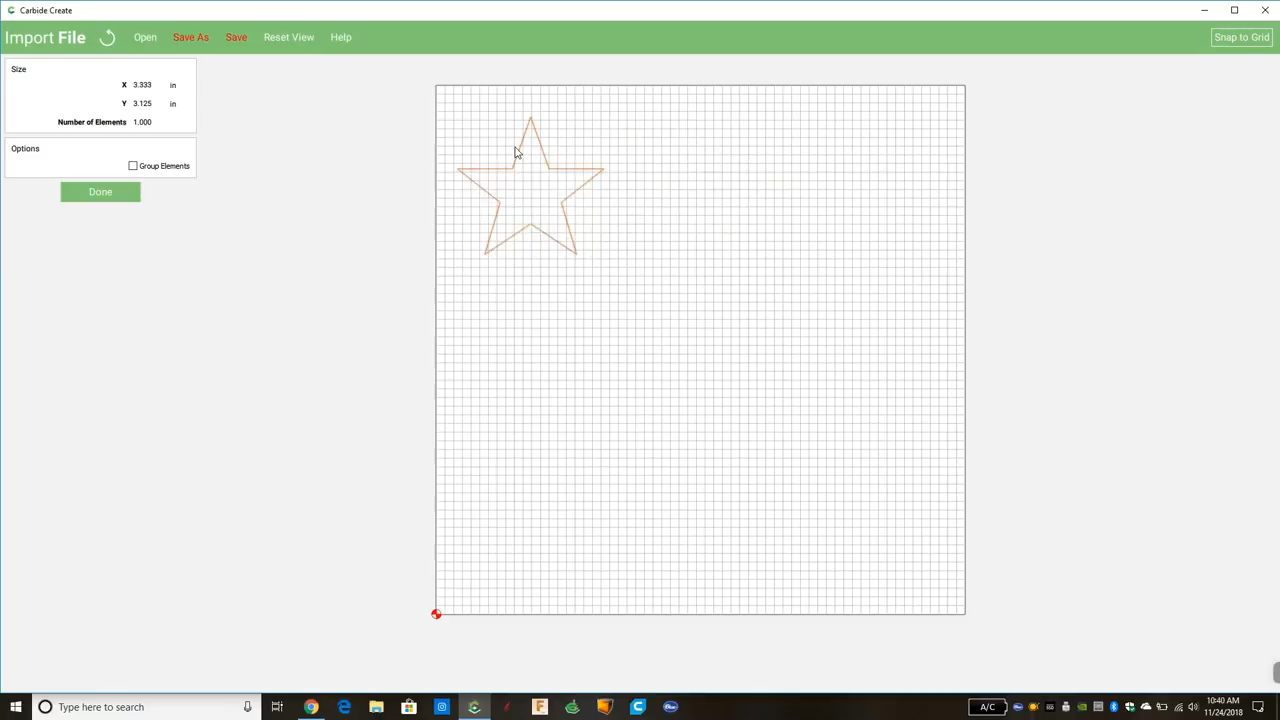 Carbide Create
Import File Open Save As Save Reset View Help Snap to Grid
Size
X 3.333 in
Y 3.125 in
Number of Elements 1.000
Options
Group Elements
Done
Type here to search
A/C
10:40 AM
11/24/2018